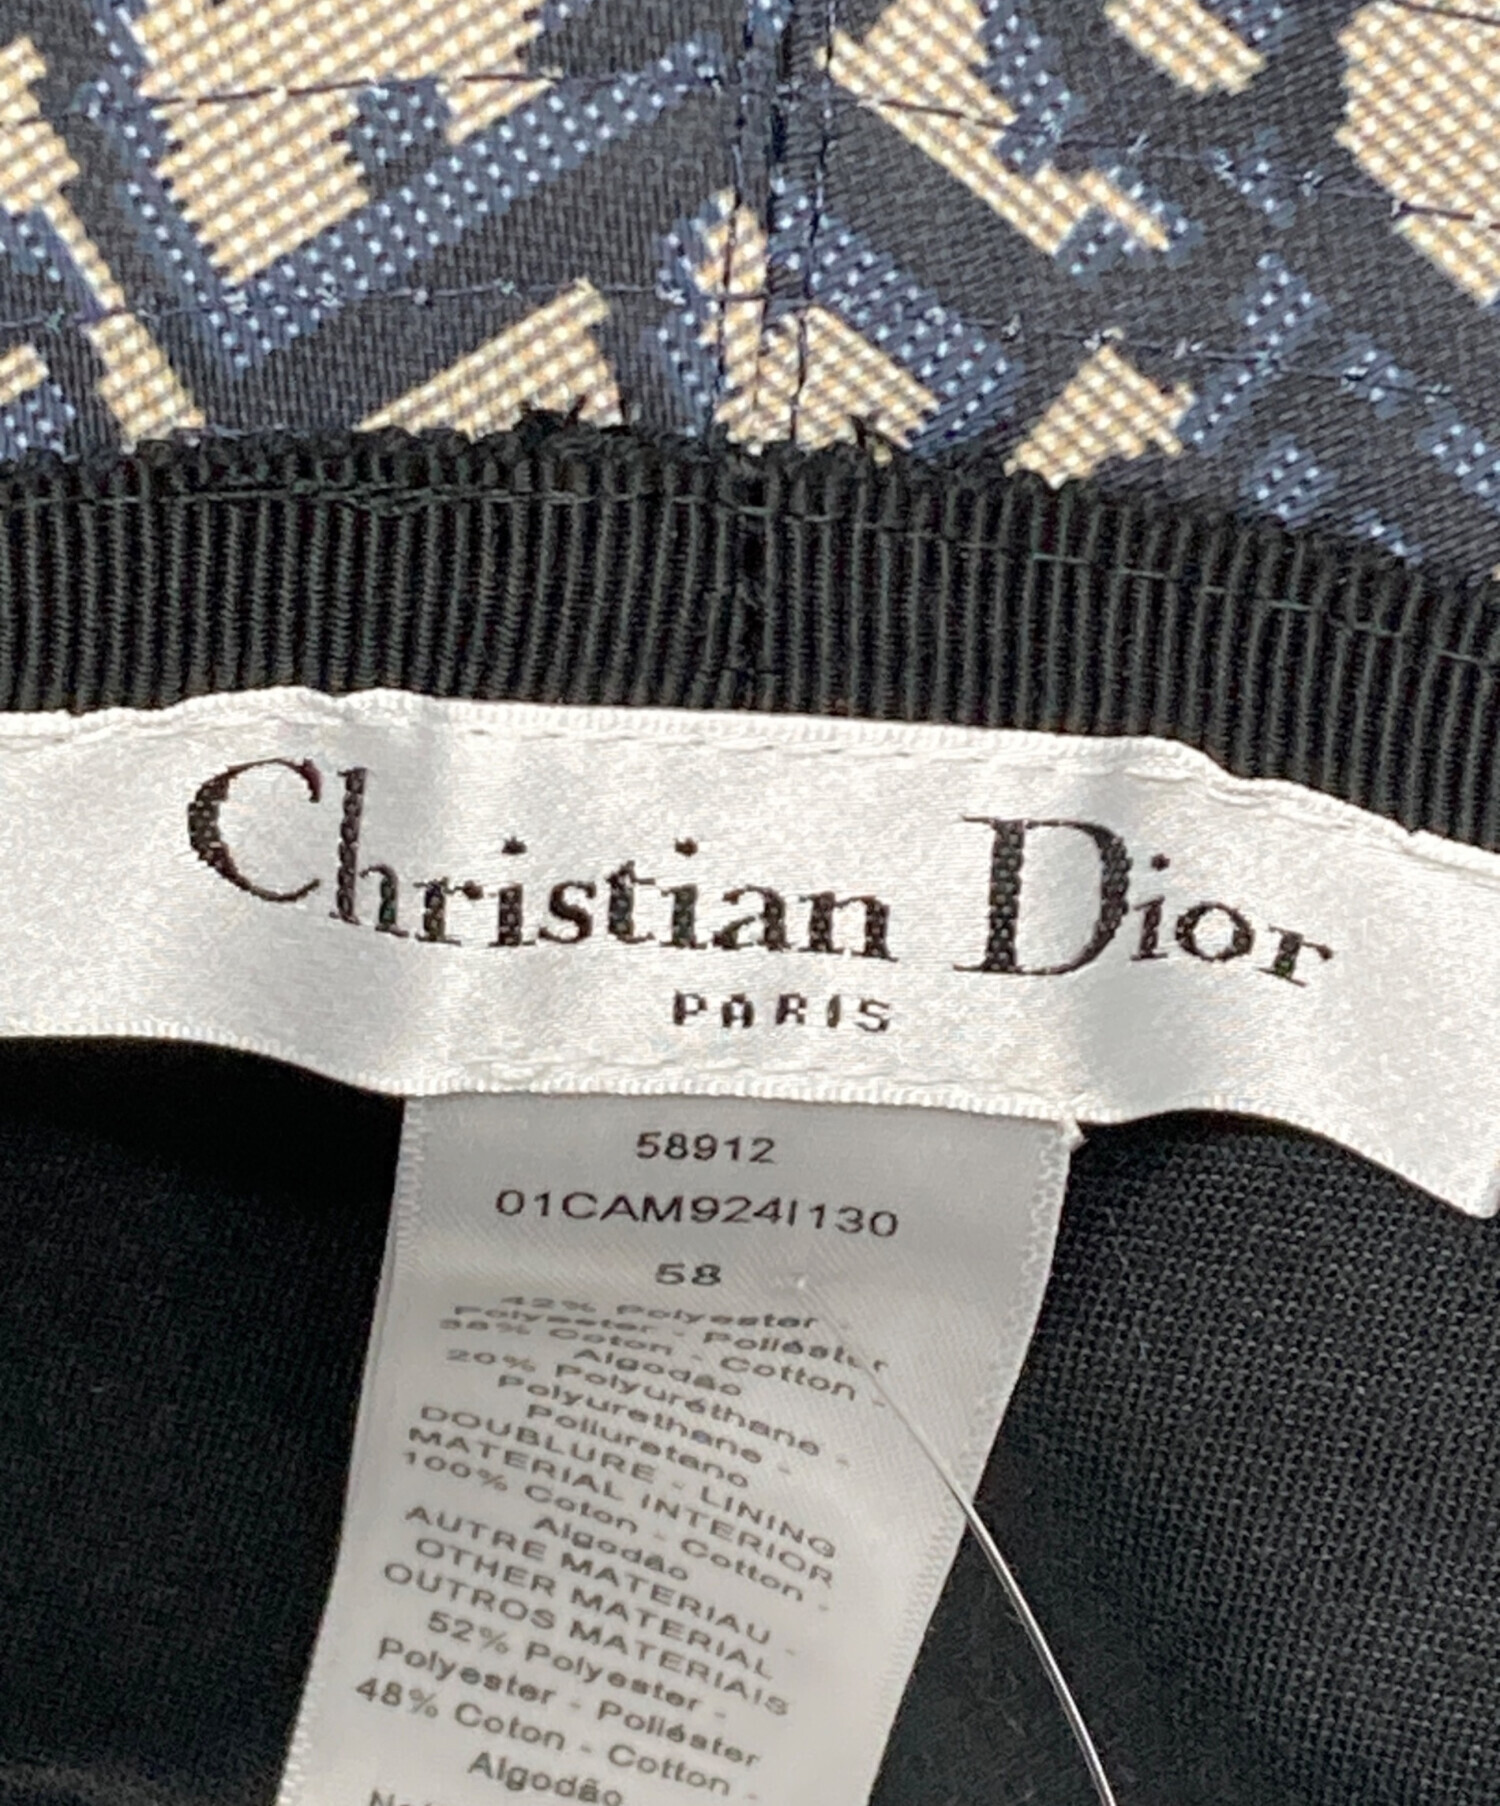 Christian Dior
PARIS
58912
01CAM924I130
58
42% Polyester -
Polyester - Poliéster
38% Coton - Cotton -
Algodão
20% Polyuréthane -
Polyurethane -
Poliuretano
DOUBLURE - LINING
MATERIAL INTERIOR
100% Coton - Cotton -
Algodão
AUTRE MATERIAU -
OTHER MATERIAL
OUTROS MATERIAIS
52% Polyester -
Polyester - Poliéster
48% Coton - Cotton -
Algodão